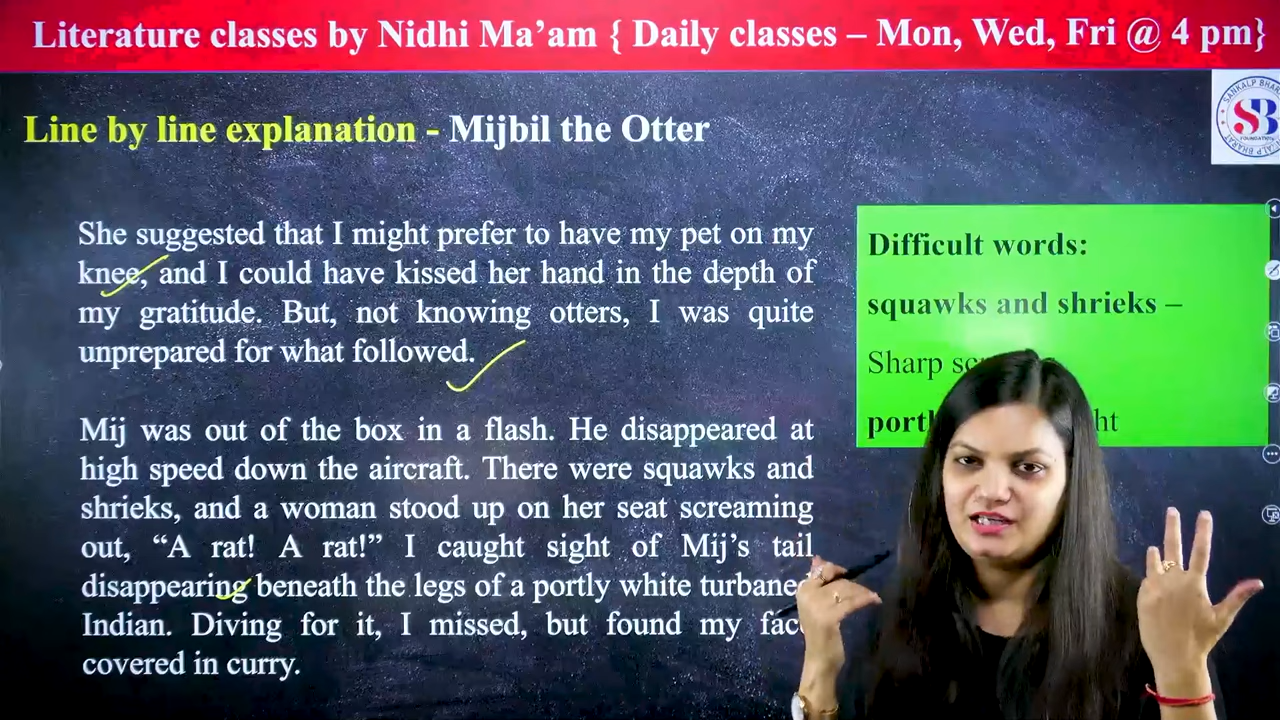 Literature classes by Nidhi Ma’am { Daily classes – Mon, Wed, Fri @ 4 pm}
Line by line explanation - Mijbil the Otter
SB
FOUNDATION
She suggested that I might prefer to have my pet on my
knee, and I could have kissed her hand in the depth of
my gratitude. But, not knowing otters, I was quite
unprepared for what followed.
Mij was out of the box in a flash. He disappeared at
high speed down the aircraft. There were squawks and
shrieks, and a woman stood up on her seat screaming
out, “A rat! A rat!” I caught sight of Mij’s tail
disappearing beneath the legs of a portly white turbaned
Indian. Diving for it, I missed, but found my face
covered in curry.
Difficult words:
squawks and shrieks –
Sharp